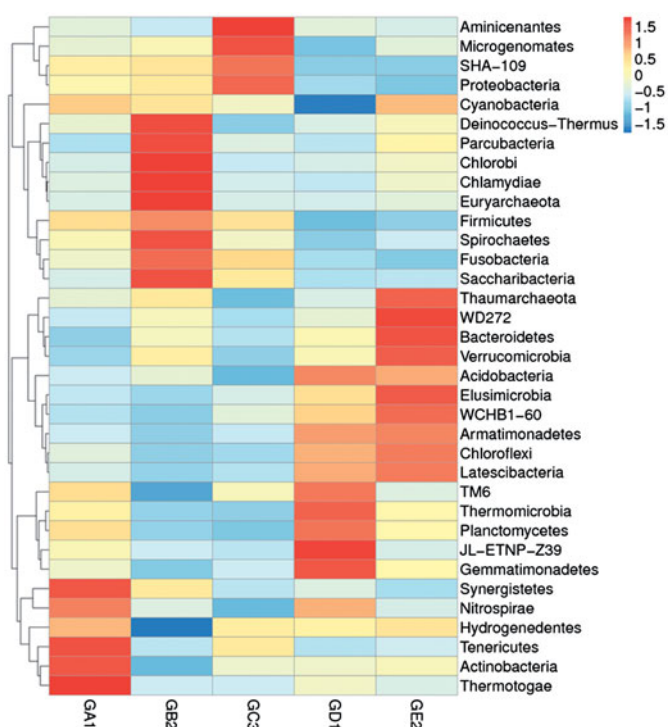 Aminicenantes
Microgenomates
SHA−109
Proteobacteria
Cyanobacteria
Deinococcus−Thermus
Parcubacteria
Chlorobi
Chlamydiae
Euryarchaeota
Firmicutes
Spirochaetes
Fusobacteria
Saccharibacteria
Thaumarchaeota
WD272
Bacteroidetes
Verrucomicrobia
Acidobacteria
Elusimicrobia
WCHB1−60
Armatimonadetes
Chloroflexi
Latescibacteria
TM6
Thermomicrobia
Planctomycetes
JL−ETNP−Z39
Gemmatimonadetes
Synergistetes
Nitrospirae
Hydrogenedentes
Tenericutes
Actinobacteria
Thermotogae
1.5
1
0.5
0
−0.5
−1
−1.5
GA1
GB2
GC3
GD1
GE2